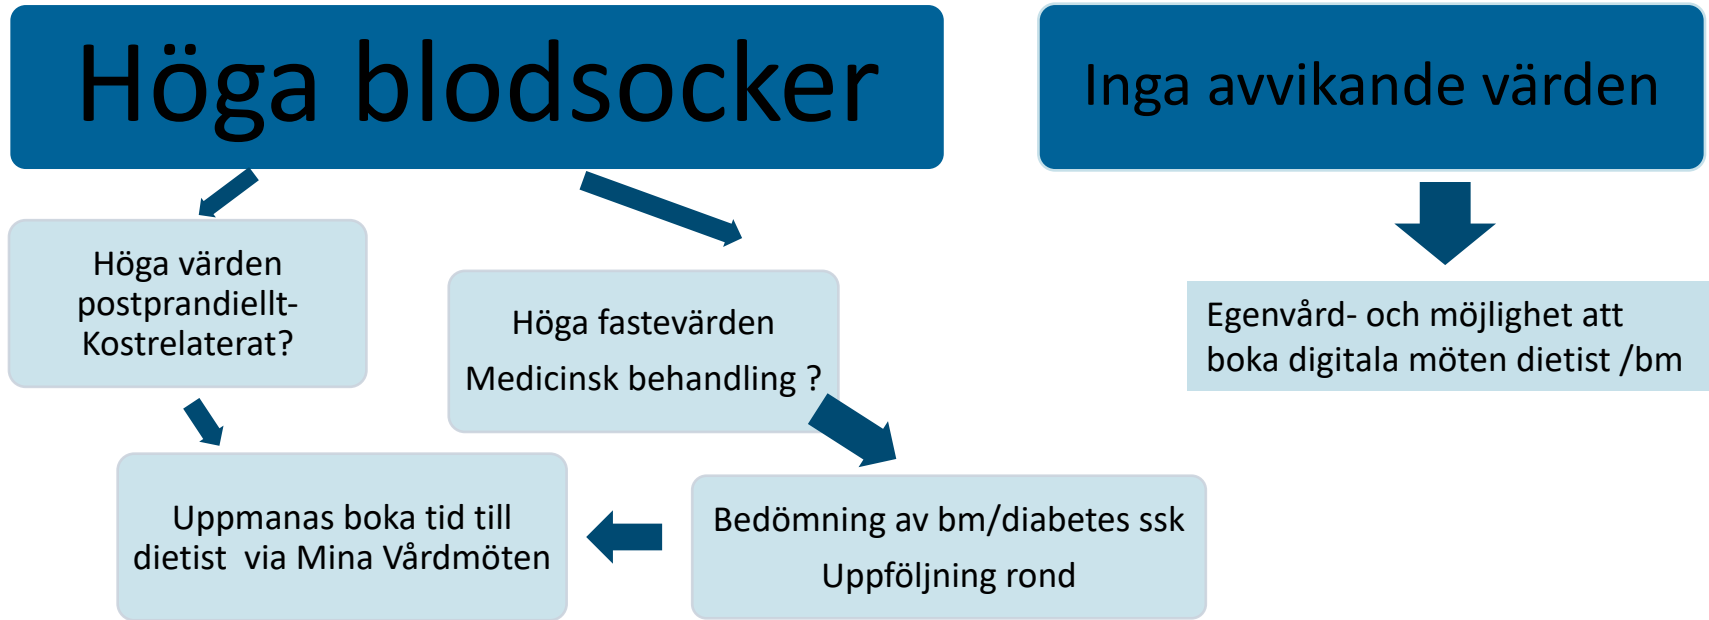 Höga blodsocker
Inga avvikande värden
Höga värden
postprandiellt-
Kostrelaterat?
Höga fastevärden
Medicinsk behandling ?
Egenvård- och möjlighet att
boka digitala möten dietist /bm
Uppmanas boka tid till
dietist  via Mina Vårdmöten
Bedömning av bm/diabetes ssk
Uppföljning rond